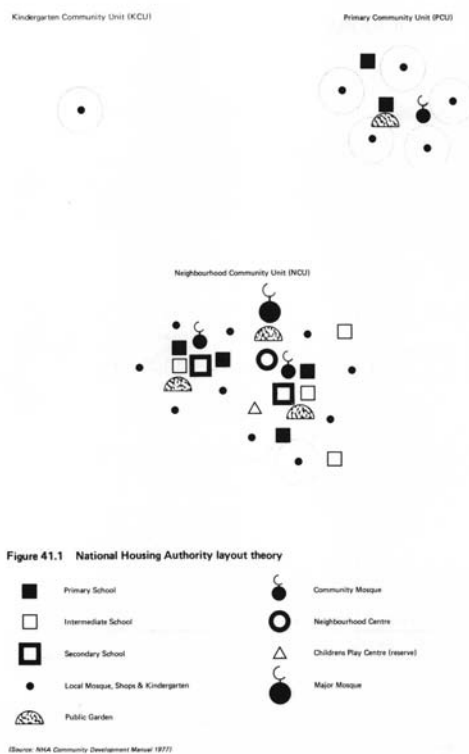 Kindergarten Community Unit (KCU)
Primary Community Unit (PCU)
Neighbourhood Community Unit (NCU)
Figure 41.1 National Housing Authority layout theory
Primary School
Community Mosque
Intermediate School
Neighbourhood Centre
Secondary School
Childrens Play Centre (reserve)
Local Mosque, Shops & Kindergarten
Major Mosque
Public Garden
(Source: NHA Community Development Manual 1977)